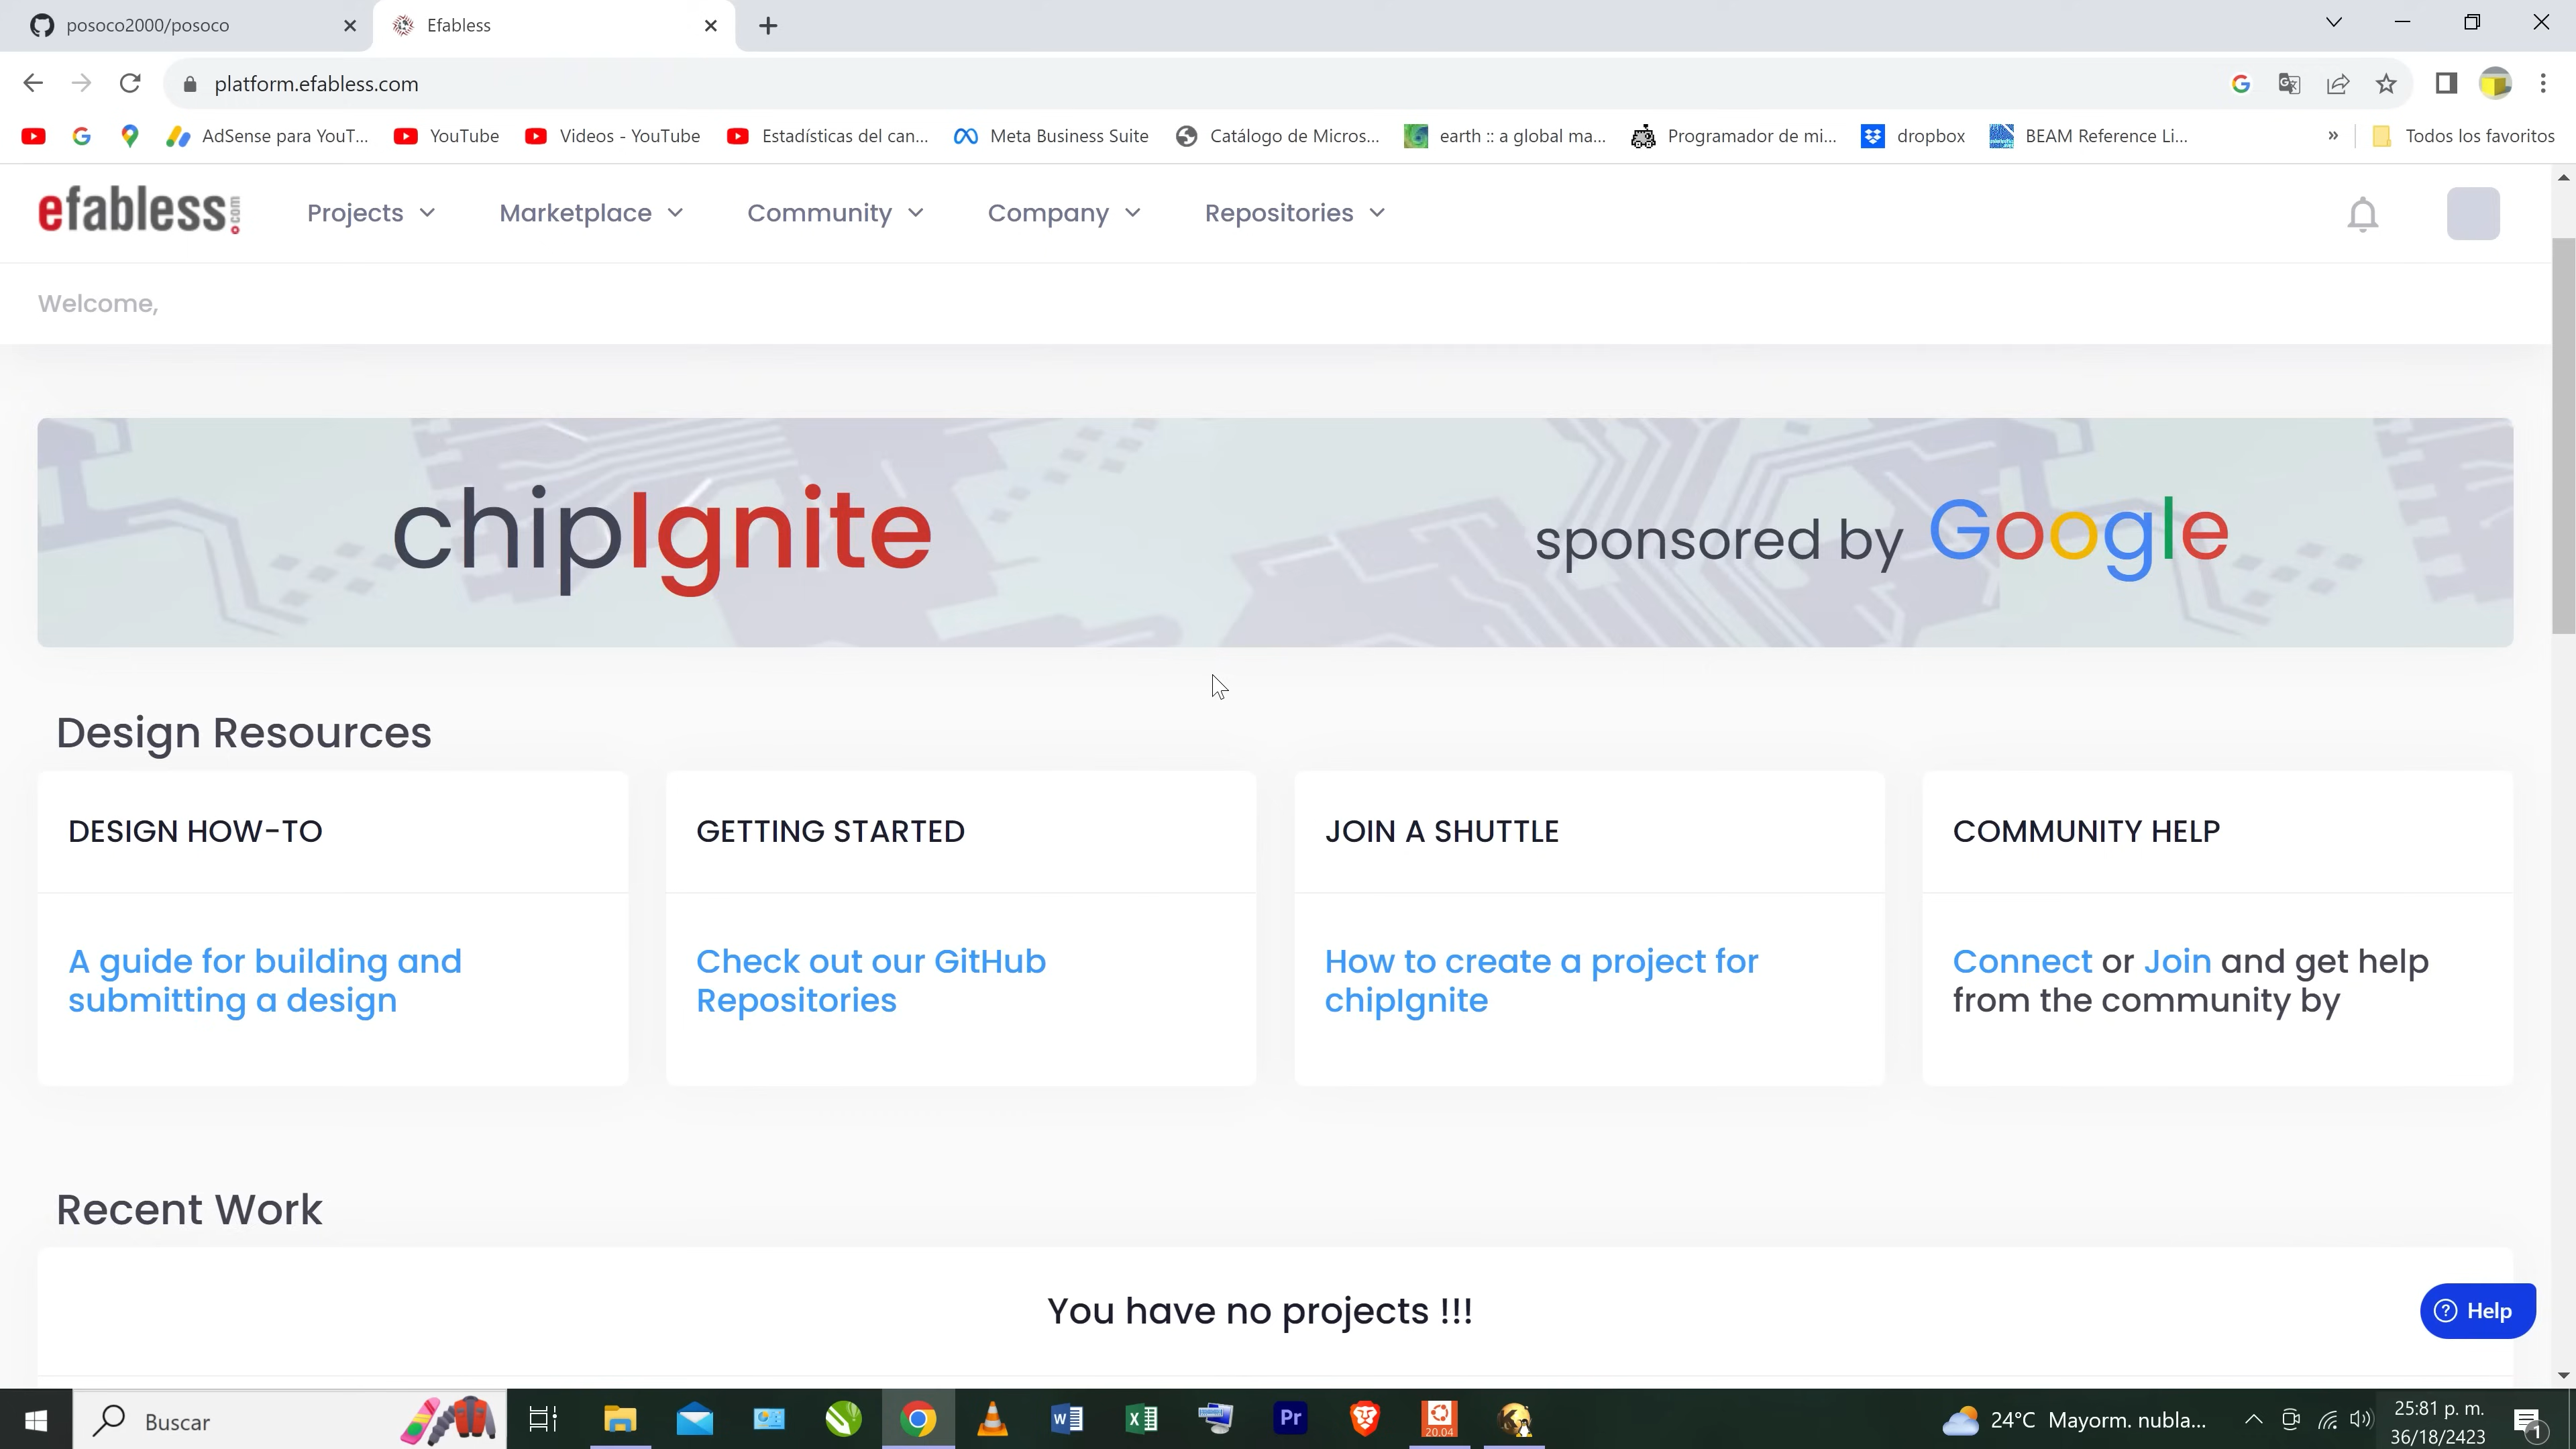 posoco2000/posoco
Efabless
platform.efabless.com
AdSense para YouT...
YouTube
Videos - YouTube
Estadísticas del can...
Meta Business Suite
Catálogo de Micros...
earth :: a global ma...
Programador de mi...
dropbox
BEAM Reference Li...
»
Todos los favoritos
efabless.com
Projects
Marketplace
Community
Company
Repositories
Welcome,
chipIgnite
sponsored by Google
Design Resources
DESIGN HOW-TO
A guide for building and
submitting a design
GETTING STARTED
Check out our GitHub
Repositories
JOIN A SHUTTLE
How to create a project for
chipIgnite
COMMUNITY HELP
Connect or Join and get help
from the community by
Recent Work
You have no projects !!!
Help
Buscar
Pr
20.04
24°C Mayorm. nubla...
25:81 p. m.
36/18/2423
1